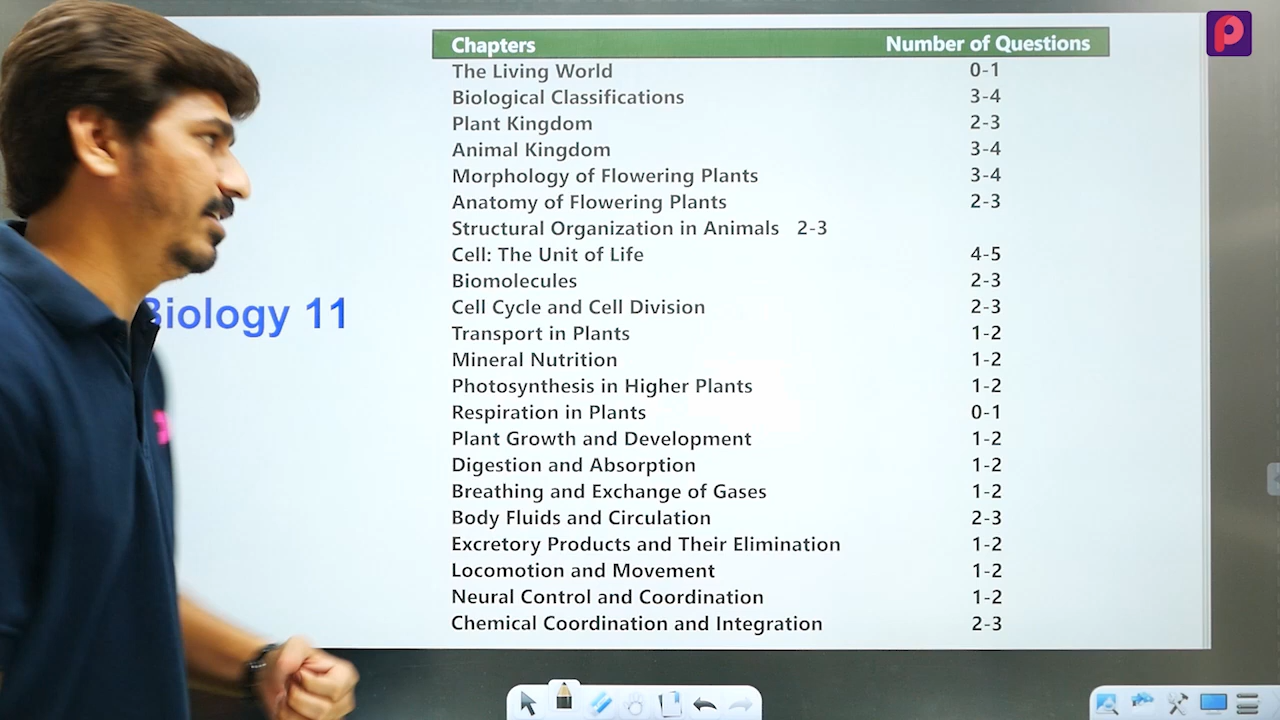 Chapters Number of Questions
The Living World 0-1
Biological Classifications 3-4
Plant Kingdom 2-3
Animal Kingdom 3-4
Morphology of Flowering Plants 3-4
Anatomy of Flowering Plants 2-3
Structural Organization in Animals 2-3
Cell: The Unit of Life 4-5
Biomolecules 2-3
Cell Cycle and Cell Division 2-3
Transport in Plants 1-2
Mineral Nutrition 1-2
Photosynthesis in Higher Plants 1-2
Respiration in Plants 0-1
Plant Growth and Development 1-2
Digestion and Absorption 1-2
Breathing and Exchange of Gases 1-2
Body Fluids and Circulation 2-3
Excretory Products and Their Elimination 1-2
Locomotion and Movement 1-2
Neural Control and Coordination 1-2
Chemical Coordination and Integration 2-3
Biology 11